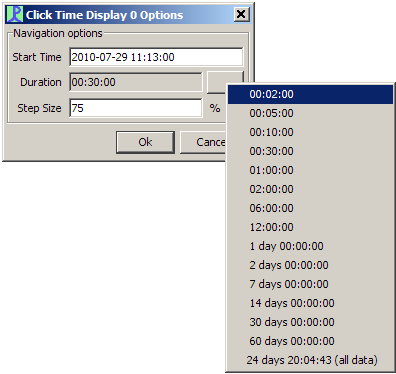 Click Time Display 0 Options
Navigation options
Start Time 2010-07-29 11:13:00
Duration 00:30:00
Step Size 75 %
Ok Cance
00:02:00
00:05:00
00:10:00
00:30:00
01:00:00
02:00:00
06:00:00
12:00:00
1 day 00:00:00
2 days 00:00:00
7 days 00:00:00
14 days 00:00:00
30 days 00:00:00
60 days 00:00:00
24 days 20:04:43 (all data)